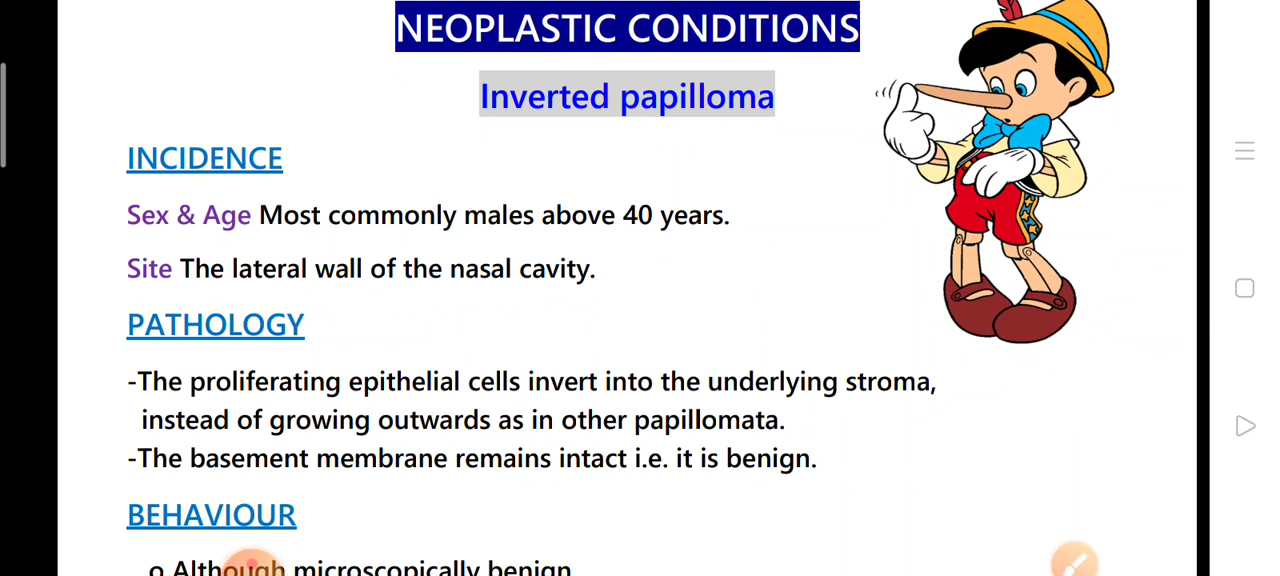 NEOPLASTIC CONDITIONS
Inverted papilloma
INCIDENCE
Sex & Age Most commonly males above 40 years.
Site The lateral wall of the nasal cavity.
PATHOLOGY
-The proliferating epithelial cells invert into the underlying stroma,
instead of growing outwards as in other papillomata.
-The basement membrane remains intact i.e. it is benign.
BEHAVIOUR
o Although microscopically benign